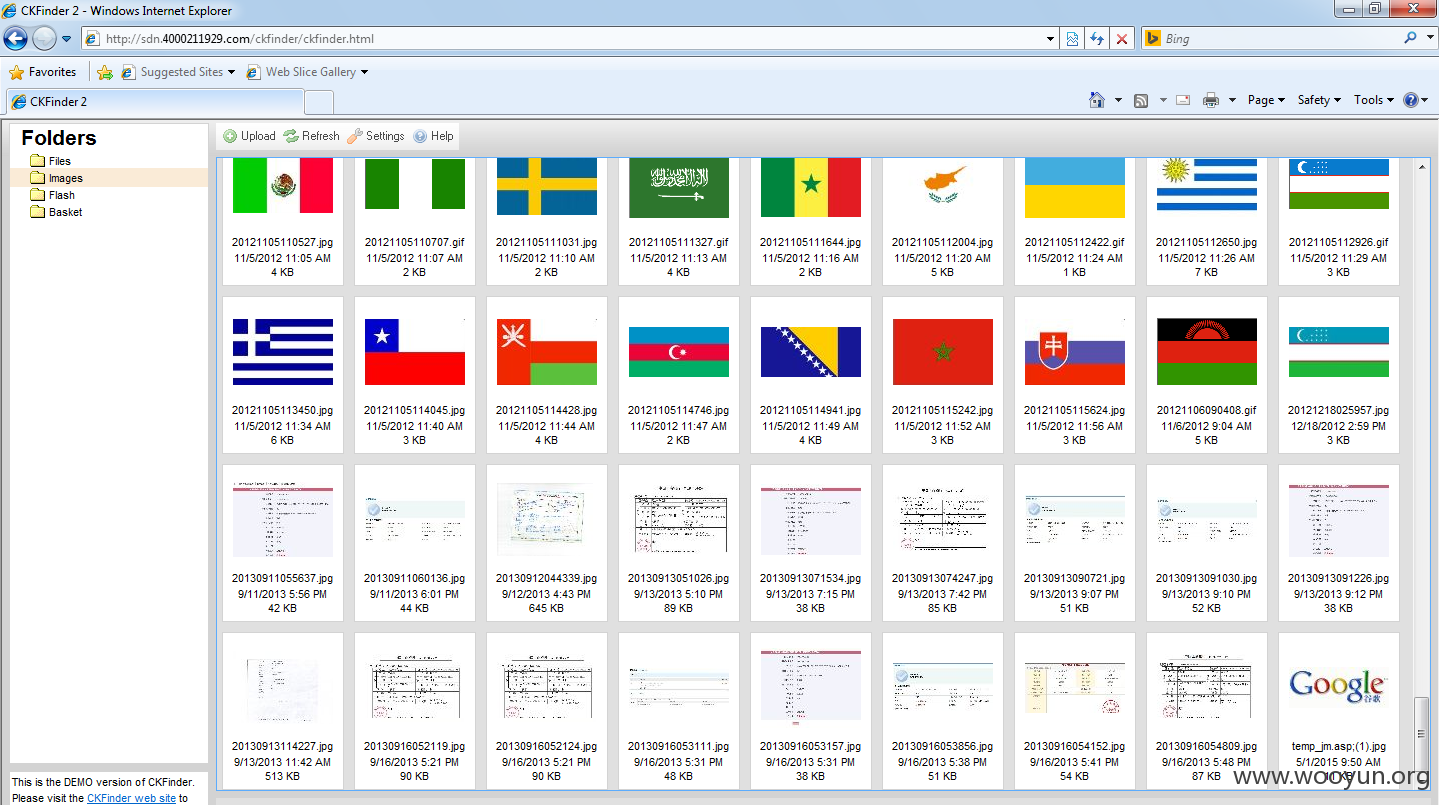 CKFinder 2 - Windows Internet Explorer
http://sdn.4000211929.com/ckfinder/ckfinder.html
Bing
Favorites Suggested Sites Web Slice Gallery
CKFinder 2
Page Safety Tools
Folders
Files
Images
Flash
Basket
Upload Refresh Settings Help
20121105110527.jpg 20121105110707.gif 20121105111031.jpg 20121105111327.gif 20121105111644.jpg 20121105112004.jpg 20121105112422.gif 20121105112650.jpg 20121105112926.gif
11/5/2012 11:05 AM 11/5/2012 11:07 AM 11/5/2012 11:10 AM 11/5/2012 11:13 AM 11/5/2012 11:16 AM 11/5/2012 11:20 AM 11/5/2012 11:24 AM 11/5/2012 11:26 AM 11/5/2012 11:29 AM
4 KB 2 KB 2 KB 4 KB 2 KB 5 KB 1 KB 7 KB 3 KB
20121105113450.jpg 20121105114045.jpg 20121105114428.jpg 20121105114746.jpg 20121105114941.jpg 20121105115242.jpg 20121105115624.jpg 20121106090408.gif 20121218025957.jpg
11/5/2012 11:34 AM 11/5/2012 11:40 AM 11/5/2012 11:44 AM 11/5/2012 11:47 AM 11/5/2012 11:49 AM 11/5/2012 11:52 AM 11/5/2012 11:56 AM 11/6/2012 9:04 AM 12/18/2012 2:59 PM
6 KB 3 KB 4 KB 2 KB 4 KB 3 KB 3 KB 5 KB 3 KB
20130911055637.jpg 20130911060136.jpg 20130912044339.jpg 20130913051026.jpg 20130913071534.jpg 20130913074247.jpg 20130913090721.jpg 20130913091030.jpg 20130913091226.jpg
9/11/2013 5:56 PM 9/11/2013 6:01 PM 9/12/2013 4:43 PM 9/13/2013 5:10 PM 9/13/2013 7:15 PM 9/13/2013 7:42 PM 9/13/2013 9:07 PM 9/13/2013 9:10 PM 9/13/2013 9:12 PM
42 KB 44 KB 645 KB 89 KB 38 KB 85 KB 51 KB 52 KB 38 KB
Google
谷歌
20130913114227.jpg 20130916052119.jpg 20130916052124.jpg 20130916053111.jpg 20130916053157.jpg 20130916053856.jpg 20130916054152.jpg 20130916054809.jpg temp_jm.asp;(1).jpg
9/13/2013 11:42 AM 9/16/2013 5:21 PM 9/16/2013 5:21 PM 9/16/2013 5:31 PM 9/16/2013 5:31 PM 9/16/2013 5:38 PM 9/16/2013 5:41 PM 9/16/2013 5:48 PM 5/1/2015 9:50 AM
513 KB 90 KB 90 KB 48 KB 38 KB 51 KB 54 KB 87 KB 11 KB
This is the DEMO version of CKFinder.
Please visit the CKFinder web site to
www.wooyun.org